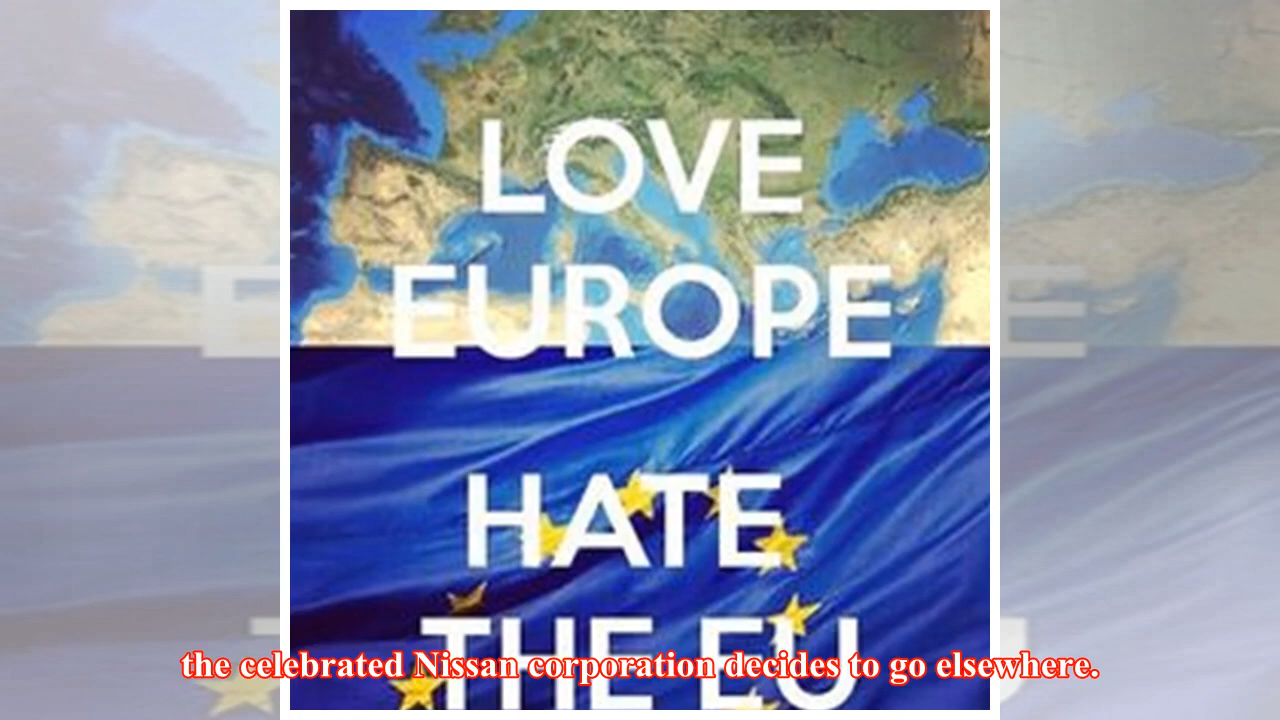 LOVE
EUROPE
HATE
THE EU
the celebrated Nissan corporation decides to go elsewhere.